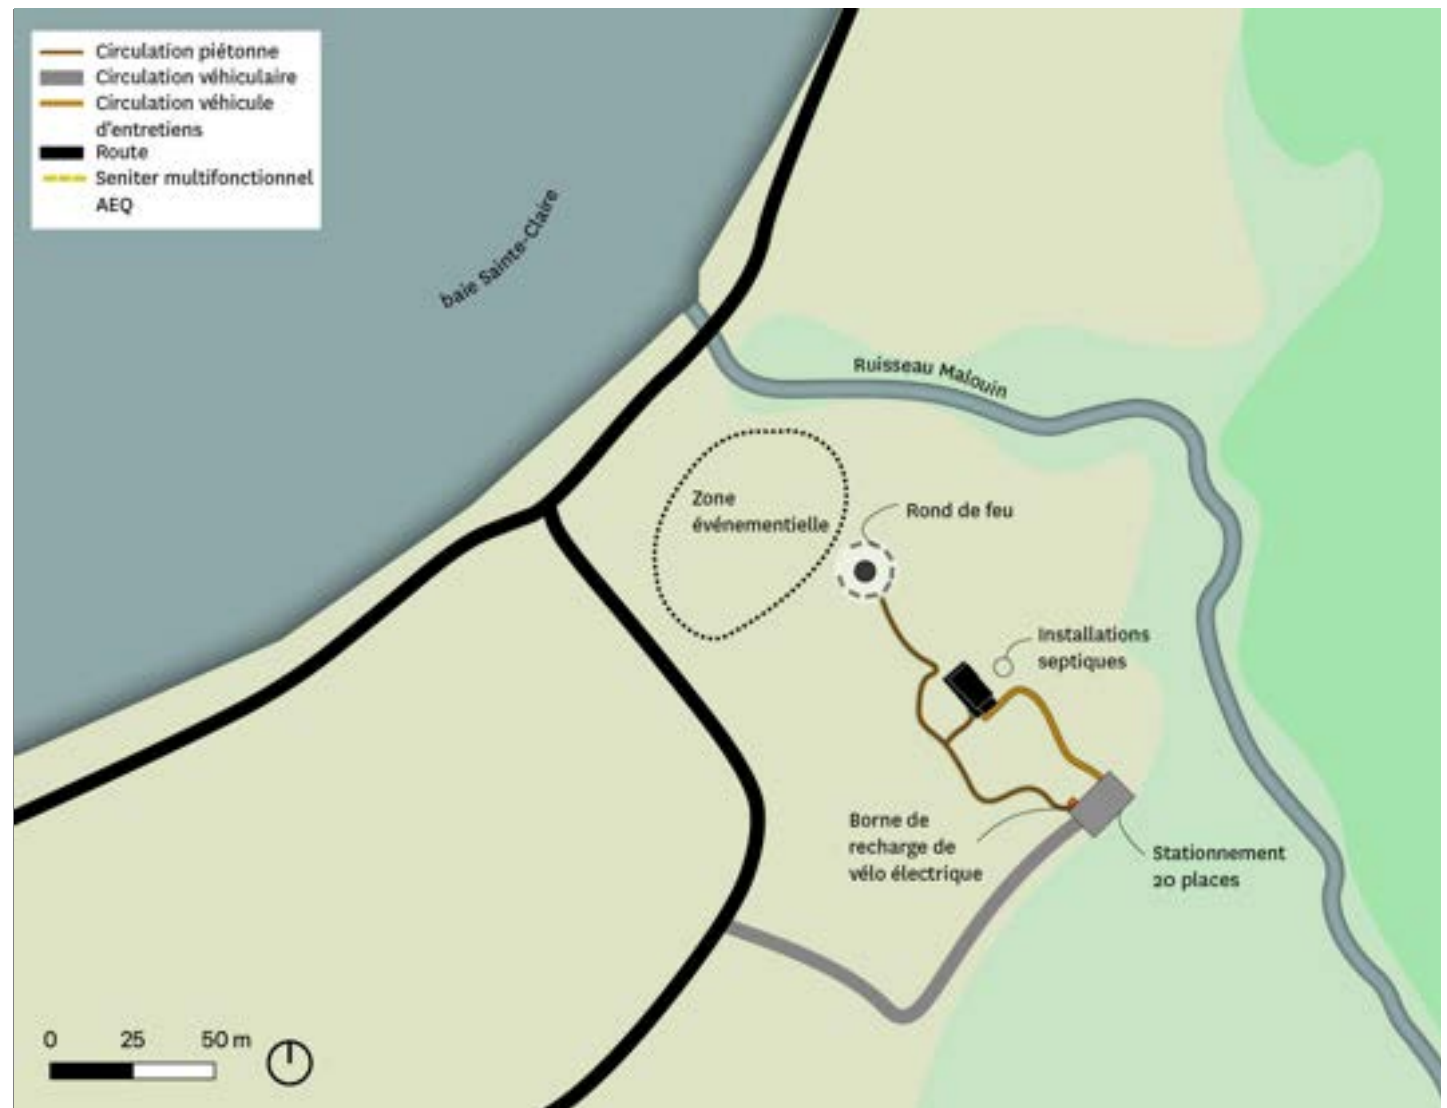 Circulation piétonne
Circulation véhiculaire
Circulation véhicule
d'entretiens
Route
Seniter multifonctionnel
AEQ
baie Sainte-Claire
Ruisseau Malouin
Zone
événementielle
Rond de feu
Installations
septiques
Borne de
recharge de
vélo électrique
Stationnement
20 places
0 25 50 m